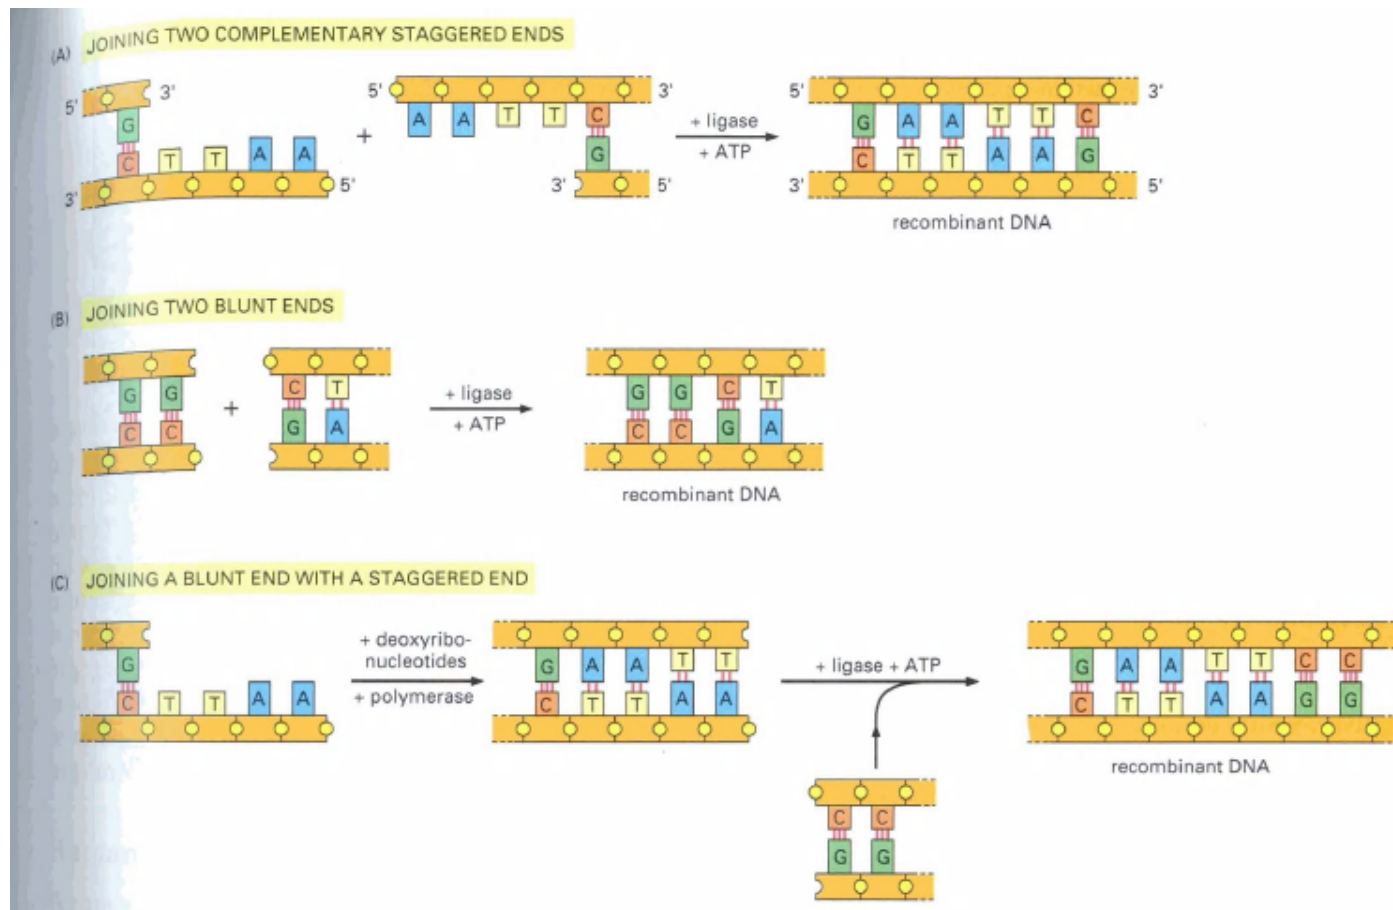 (A) JOINING TWO COMPLEMENTARY STAGGERED ENDS
5' 3' 5' 3' 5' 3'
G A A T T C G A A T T C
+ + ligase
+ ATP
C T T A A G C T T A A G
3' 5' 3' 5' 3' 5'
recombinant DNA
(B) JOINING TWO BLUNT ENDS
G G C T G G C T
+ + ligase
+ ATP
C C G A C C G A
recombinant DNA
(C) JOINING A BLUNT END WITH A STAGGERED END
+ deoxyribo-
nucleotides
+ polymerase
+ ligase + ATP
G G A A T T G A A T T C C
C T T A A C T T A A C T T A A G G
recombinant DNA
C C
G G